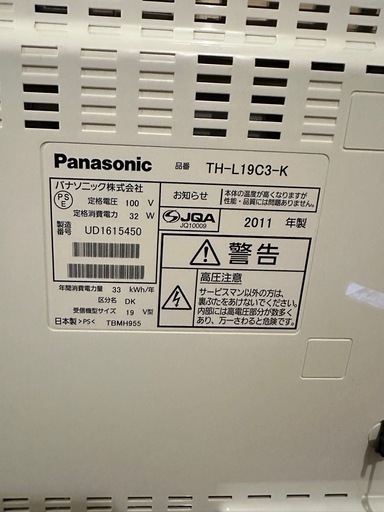 Panasonic 品番 TH-L19C3-K
パナソニック株式会社
PS
E
定格電圧 100 V
定格消費電力 32 W
製造番号 UD1615450
お知らせ
本体の温度が高くなりますが、
性能・品質には問題ありません。
S JQA
JQ10009
2011 年製
警告
高圧注意
サービスマン以外の方は、
裏ぶたをあけないでください。
内部には高電圧部分が数多く
あり、万一さわると危険です。
年間消費電力量 33 kWh/年
区分名 DK
受信機型サイズ 19 V型
日本製 >PS< TBMH955